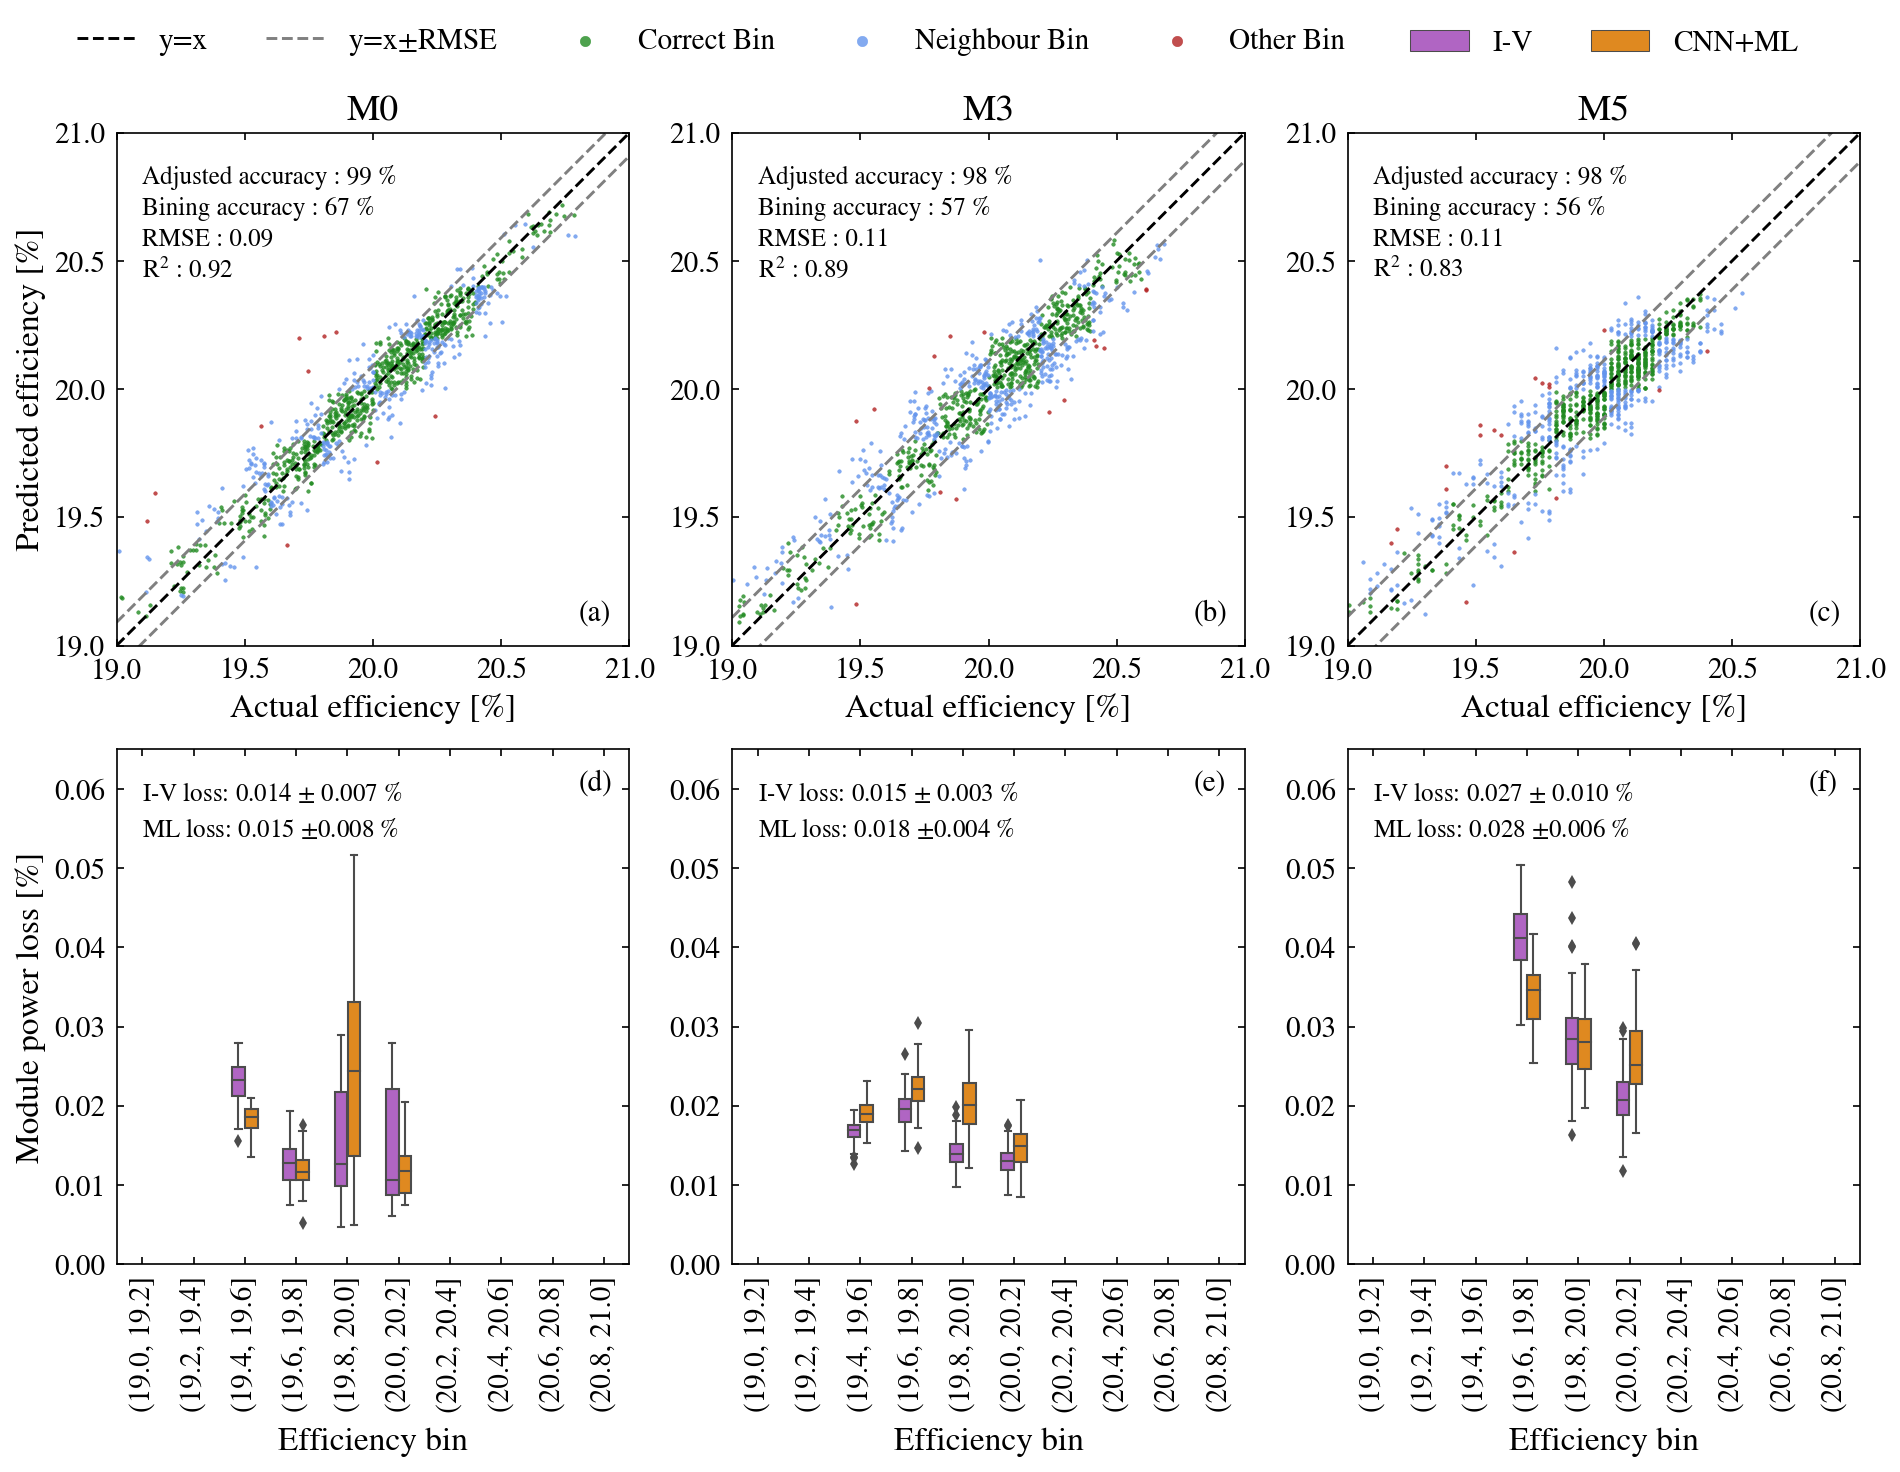 y=x y=x±RMSE Correct Bin Neighbour Bin Other Bin I-V CNN+ML
M0 M3 M5
Predicted efficiency [%]
21.0
20.5
20.0
19.5
19.0
Adjusted accuracy : 99 %
Bining accuracy : 67 %
RMSE : 0.09
R² : 0.92
(a)
19.0 19.5 20.0 20.5 21.0
Actual efficiency [%]
21.0
20.5
20.0
19.5
19.0
Adjusted accuracy : 98 %
Bining accuracy : 57 %
RMSE : 0.11
R² : 0.89
(b)
19.0 19.5 20.0 20.5 21.0
Actual efficiency [%]
21.0
20.5
20.0
19.5
19.0
Adjusted accuracy : 98 %
Bining accuracy : 56 %
RMSE : 0.11
R² : 0.83
(c)
19.0 19.5 20.0 20.5 21.0
Actual efficiency [%]
Module power loss [%]
0.06
0.05
0.04
0.03
0.02
0.01
0.00
I-V loss: 0.014 ± 0.007 %
ML loss: 0.015 ±0.008 %
(d)
(19.0, 19.2]
(19.2, 19.4]
(19.4, 19.6]
(19.6, 19.8]
(19.8, 20.0]
(20.0, 20.2]
(20.2, 20.4]
(20.4, 20.6]
(20.6, 20.8]
(20.8, 21.0]
Efficiency bin
0.06
0.05
0.04
0.03
0.02
0.01
0.00
I-V loss: 0.015 ± 0.003 %
ML loss: 0.018 ±0.004 %
(e)
(19.0, 19.2]
(19.2, 19.4]
(19.4, 19.6]
(19.6, 19.8]
(19.8, 20.0]
(20.0, 20.2]
(20.2, 20.4]
(20.4, 20.6]
(20.6, 20.8]
(20.8, 21.0]
Efficiency bin
0.06
0.05
0.04
0.03
0.02
0.01
0.00
I-V loss: 0.027 ± 0.010 %
ML loss: 0.028 ±0.006 %
(f)
(19.0, 19.2]
(19.2, 19.4]
(19.4, 19.6]
(19.6, 19.8]
(19.8, 20.0]
(20.0, 20.2]
(20.2, 20.4]
(20.4, 20.6]
(20.6, 20.8]
(20.8, 21.0]
Efficiency bin